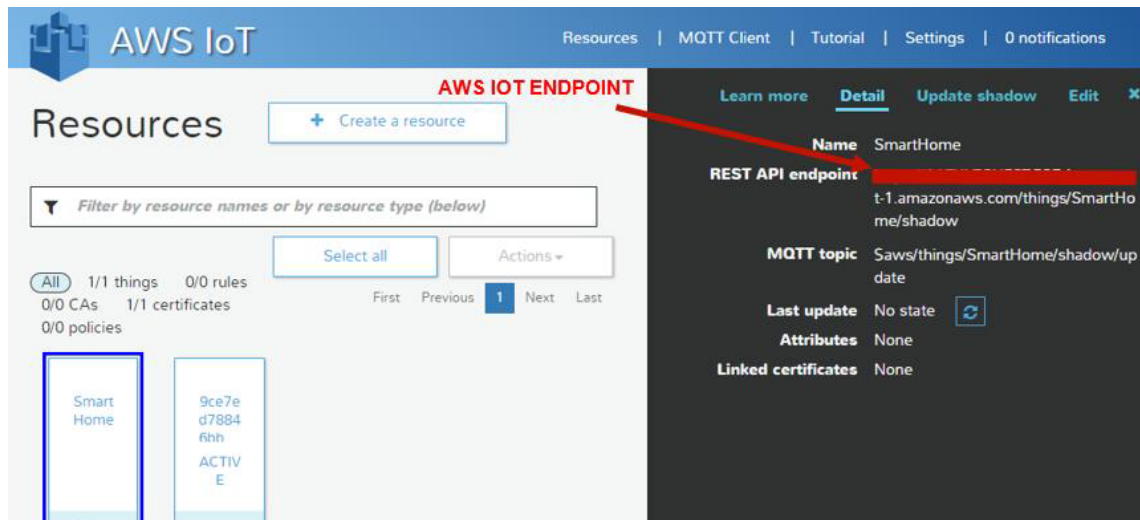 AWS IoT
Resources | MQTT Client | Tutorial | Settings | 0 notifications
AWS IOT ENDPOINT
Learn more Detail Update shadow Edit ×
Resources
+ Create a resource
Name SmartHome
REST API endpoint
t-1.amazonaws.com/things/SmartHo
me/shadow
Filter by resource names or by resource type (below)
Select all Actions
MQTT topic $aws/things/SmartHome/shadow/up
date
All 1/1 things 0/0 rules
0/0 CAs 1/1 certificates
0/0 policies
First Previous 1 Next Last
Last update No state
Attributes None
Linked certificates None
Smart
Home
9ce7e
d7884
6bb
ACTIV
E